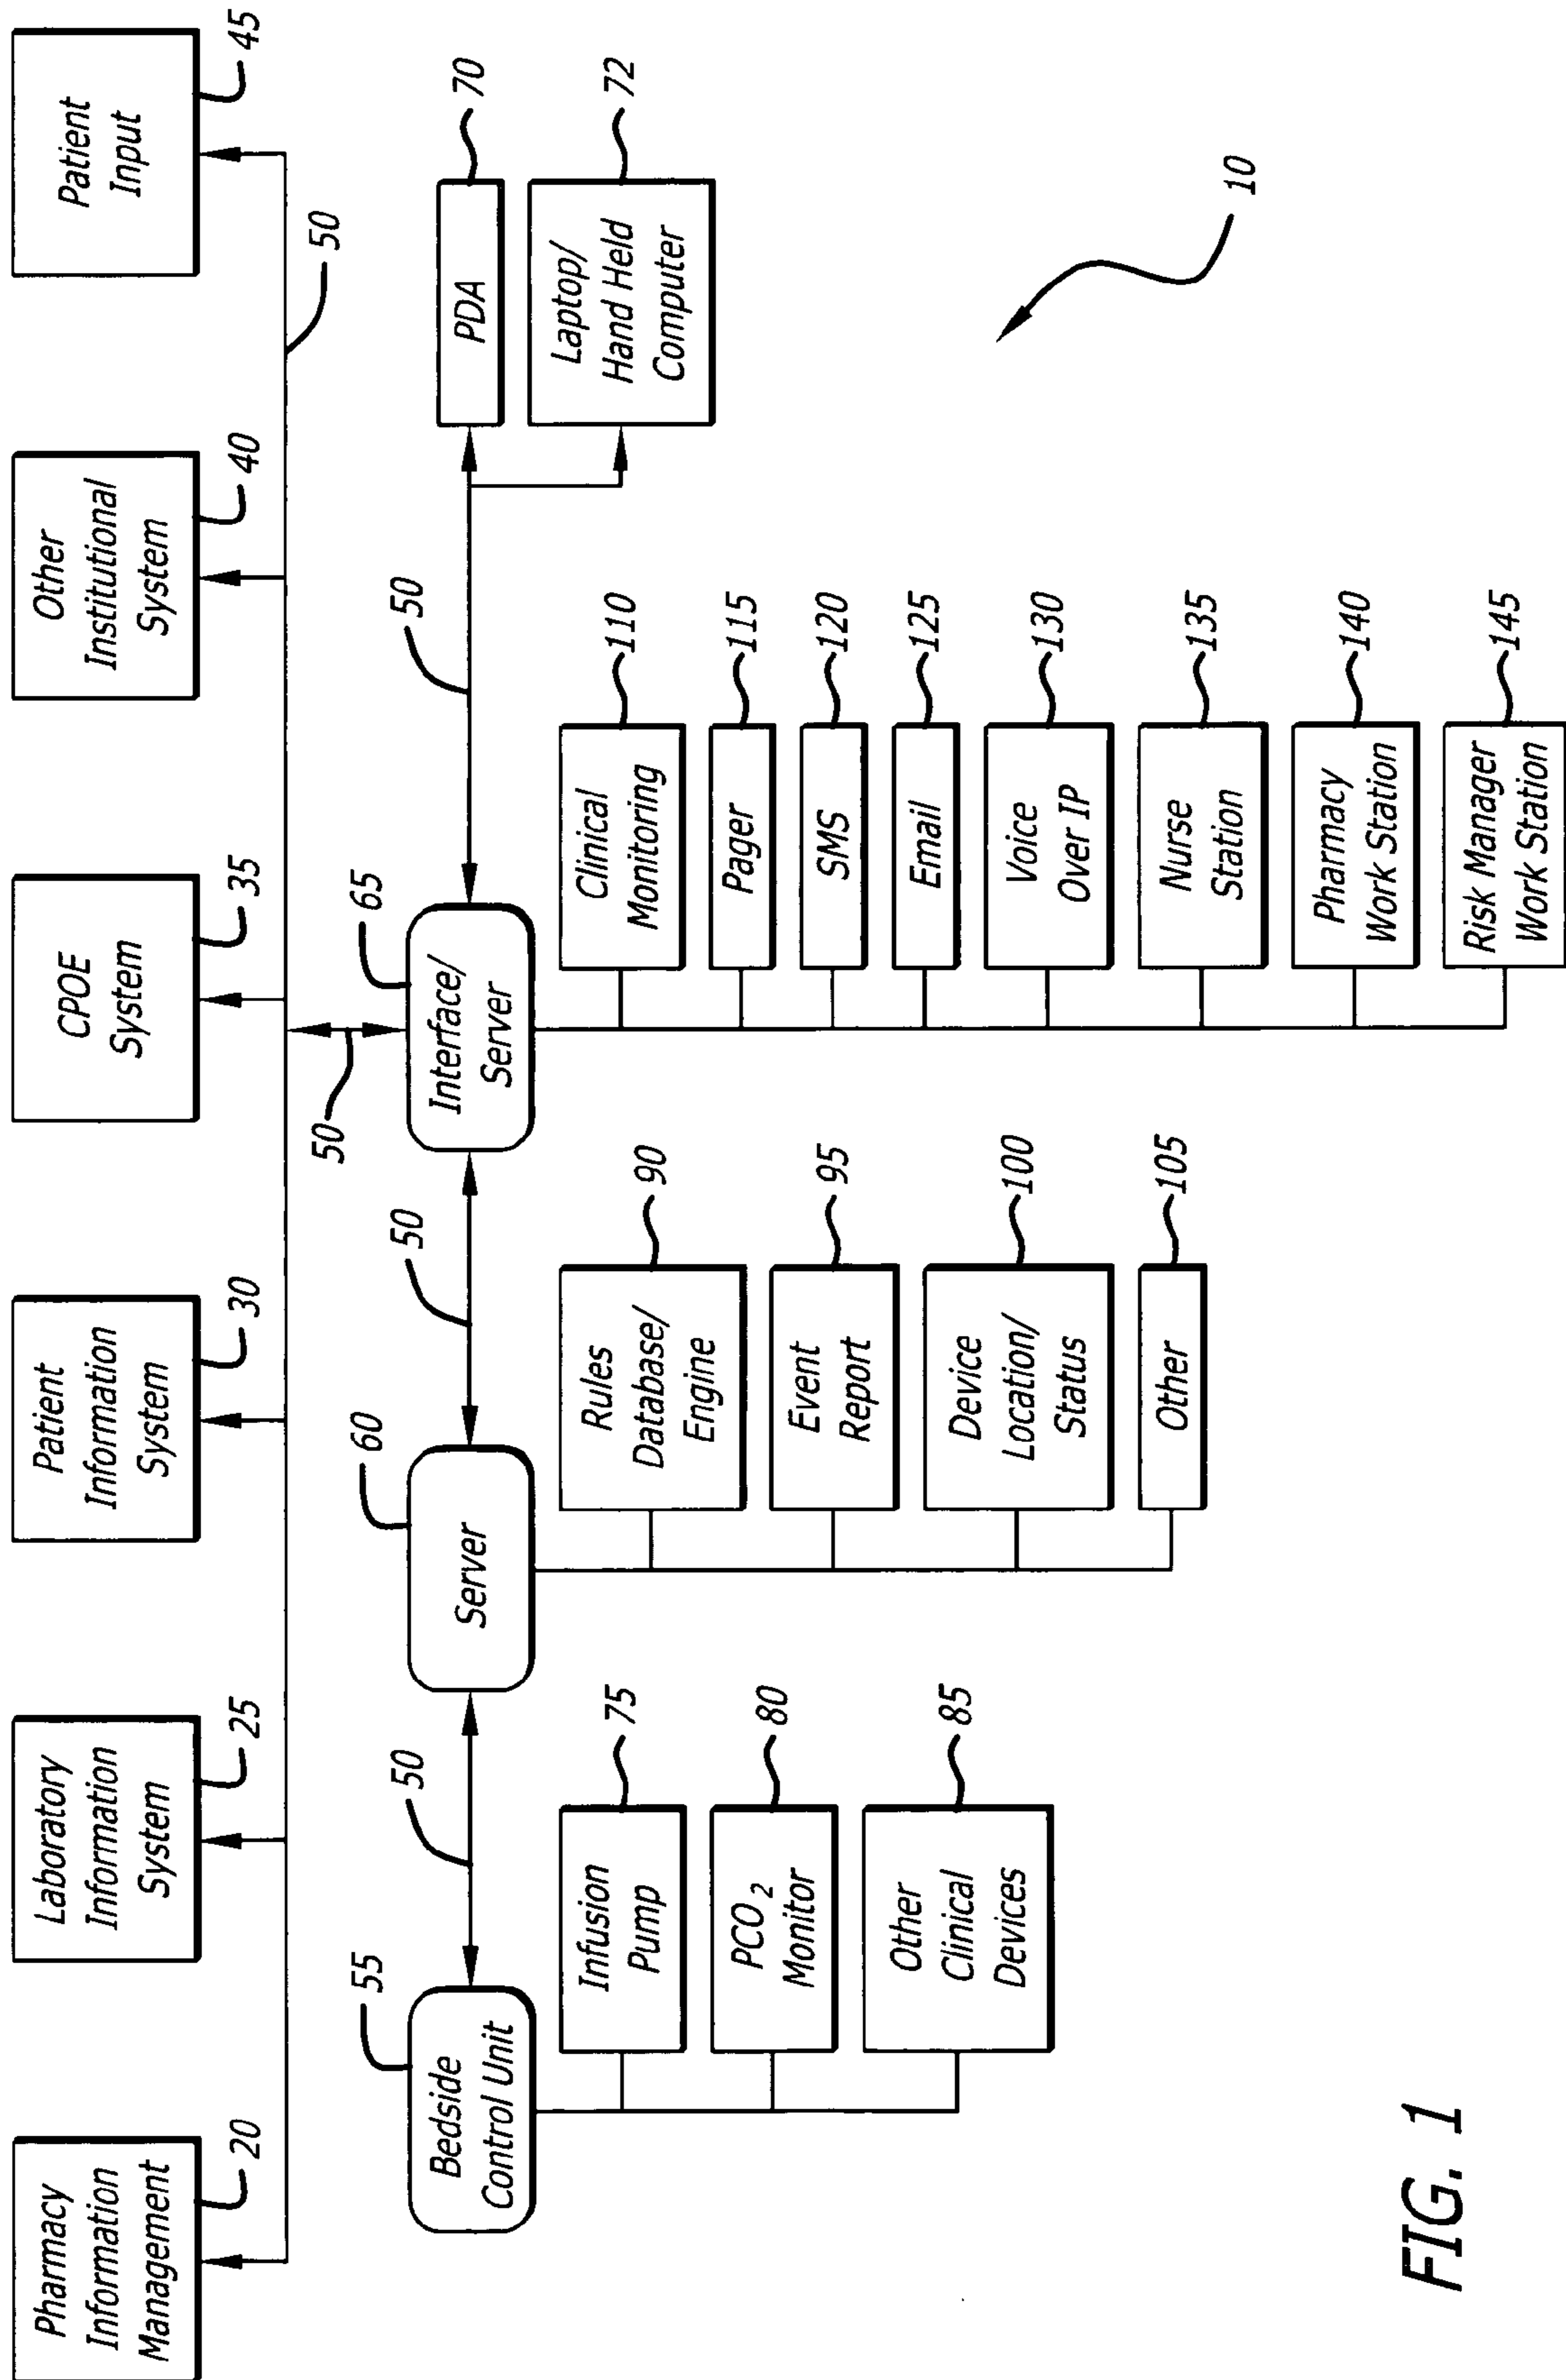 Pharmacy
Information
Management
20
Laboratory
Information
System
25
Patient
Information
System
30
CPOE
System
35
Other
Institutional
System
40
Patient
Input
45
50
50
Bedside
Control Unit
55
50
Server
60
50
Interface/
Server
65
50
PDA
70
Laptop/
Hand Held
Computer
72
Infusion
Pump
75
PCO₂
Monitor
80
Other
Clinical
Devices
85
Rules
Database/
Engine
90
Event
Report
95
Device
Location/
Status
100
Other
105
Clinical
Monitoring
110
Pager
115
SMS
120
Email
125
Voice
Over IP
130
Nurse
Station
135
Pharmacy
Work Station
140
Risk Manager
Work Station
145
10
FIG. 1